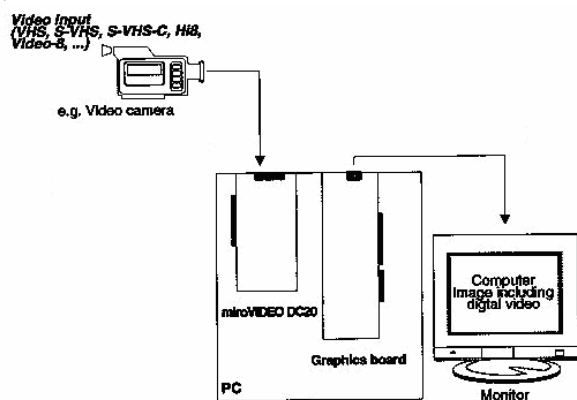 Video Input
(VHS, S-VHS, S-VHS-C, Hi8,
Video-8, ...)
e.g. Video camera
miroVIDEO DC20
Graphics board
PC
Computer
Image including
digital video
Monitor